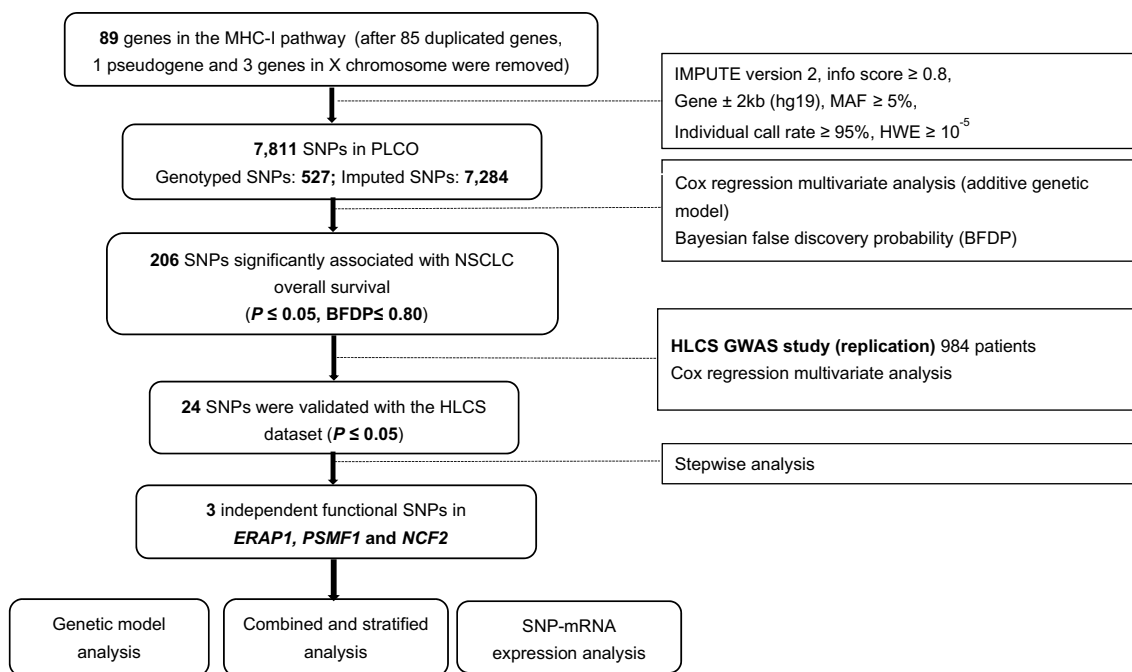 89 genes in the MHC-I pathway (after 85 duplicated genes,
1 pseudogene and 3 genes in X chromosome were removed)
IMPUTE version 2, info score ≥ 0.8,
Gene ± 2kb (hg19), MAF ≥ 5%,
Individual call rate ≥ 95%, HWE ≥ 10⁻⁵
7,811 SNPs in PLCO
Genotyped SNPs: 527; Imputed SNPs: 7,284
Cox regression multivariate analysis (additive genetic
model)
Bayesian false discovery probability (BFDP)
206 SNPs significantly associated with NSCLC
overall survival
(P ≤ 0.05, BFDP≤ 0.80)
HLCS GWAS study (replication) 984 patients
Cox regression multivariate analysis
24 SNPs were validated with the HLCS
dataset (P ≤ 0.05)
Stepwise analysis
3 independent functional SNPs in
ERAP1, PSMF1 and NCF2
Genetic model
analysis
Combined and stratified
analysis
SNP-mRNA
expression analysis